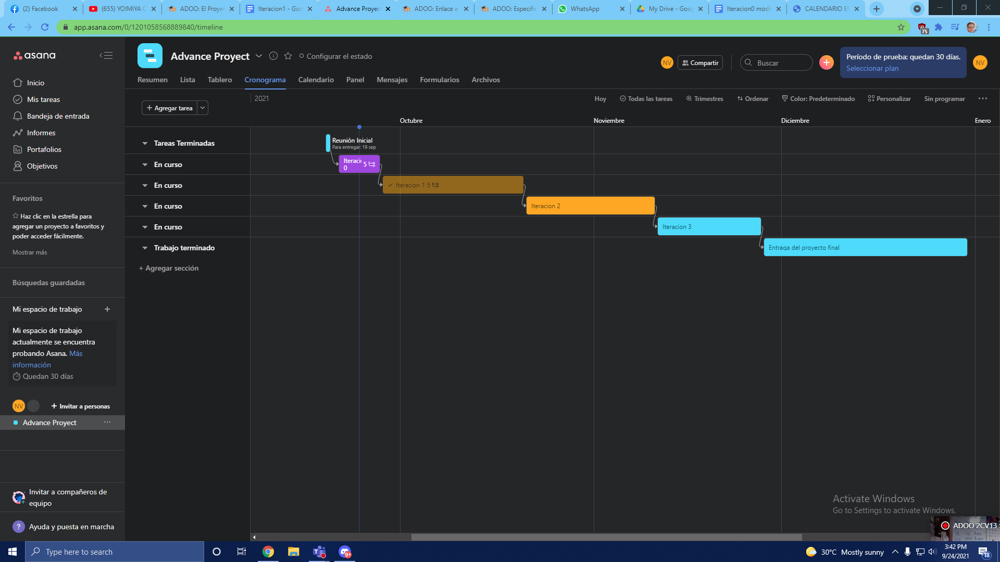 (2) Facebook
(655) YOIMIYA C
ADOO: El Proye
Iteracion1 - Goo
Advance Proyect
ADOO: Enlace a
ADOO: Especific
WhatsApp
My Drive - Goog
Iteracion0 modi
CALENDARIO ES
app.asana.com/0/1201058568889840/timeline
75
asana
Inicio
Mis tareas
Bandeja de entrada
Informes
Portafolios
Objetivos
Favoritos
Haz clic en la estrella para
agregar un proyecto a favoritos y
poder acceder fácilmente.
Mostrar más
Búsquedas guardadas
Mi espacio de trabajo
Mi espacio de trabajo
actualmente se encuentra
probando Asana. Más
información
Quedan 30 días
NV
+ Invitar a personas
Advance Proyect
Invitar a compañeros de
equipo
? Ayuda y puesta en marcha
Advance Proyect
Configurar el estado
NV
Compartir
Buscar
Período de prueba: quedan 30 días.
Seleccionar plan
NV
Resumen
Lista
Tablero
Cronograma
Calendario
Panel
Mensajes
Formularios
Archivos
+ Agregar tarea
2021
Hoy
Todas las tareas
Trimestres
Ordenar
Color: Predeterminado
Personalizar
Sin programar
Octubre
Noviembre
Diciembre
Enero
Tareas Terminadas
Reunión Inicial
Para entregar: 19 sep
En curso
Iteraci
0
5
En curso
Iteracion 1 5
En curso
Iteracion 2
En curso
Iteracion 3
Trabajo terminado
Entrega del proyecto final
+ Agregar sección
Activate Windows
Go to Settings to activate Windows.
ADOO 2CV13
Type here to search
9+
30°C Mostly sunny
3:42 PM
9/24/2021
18